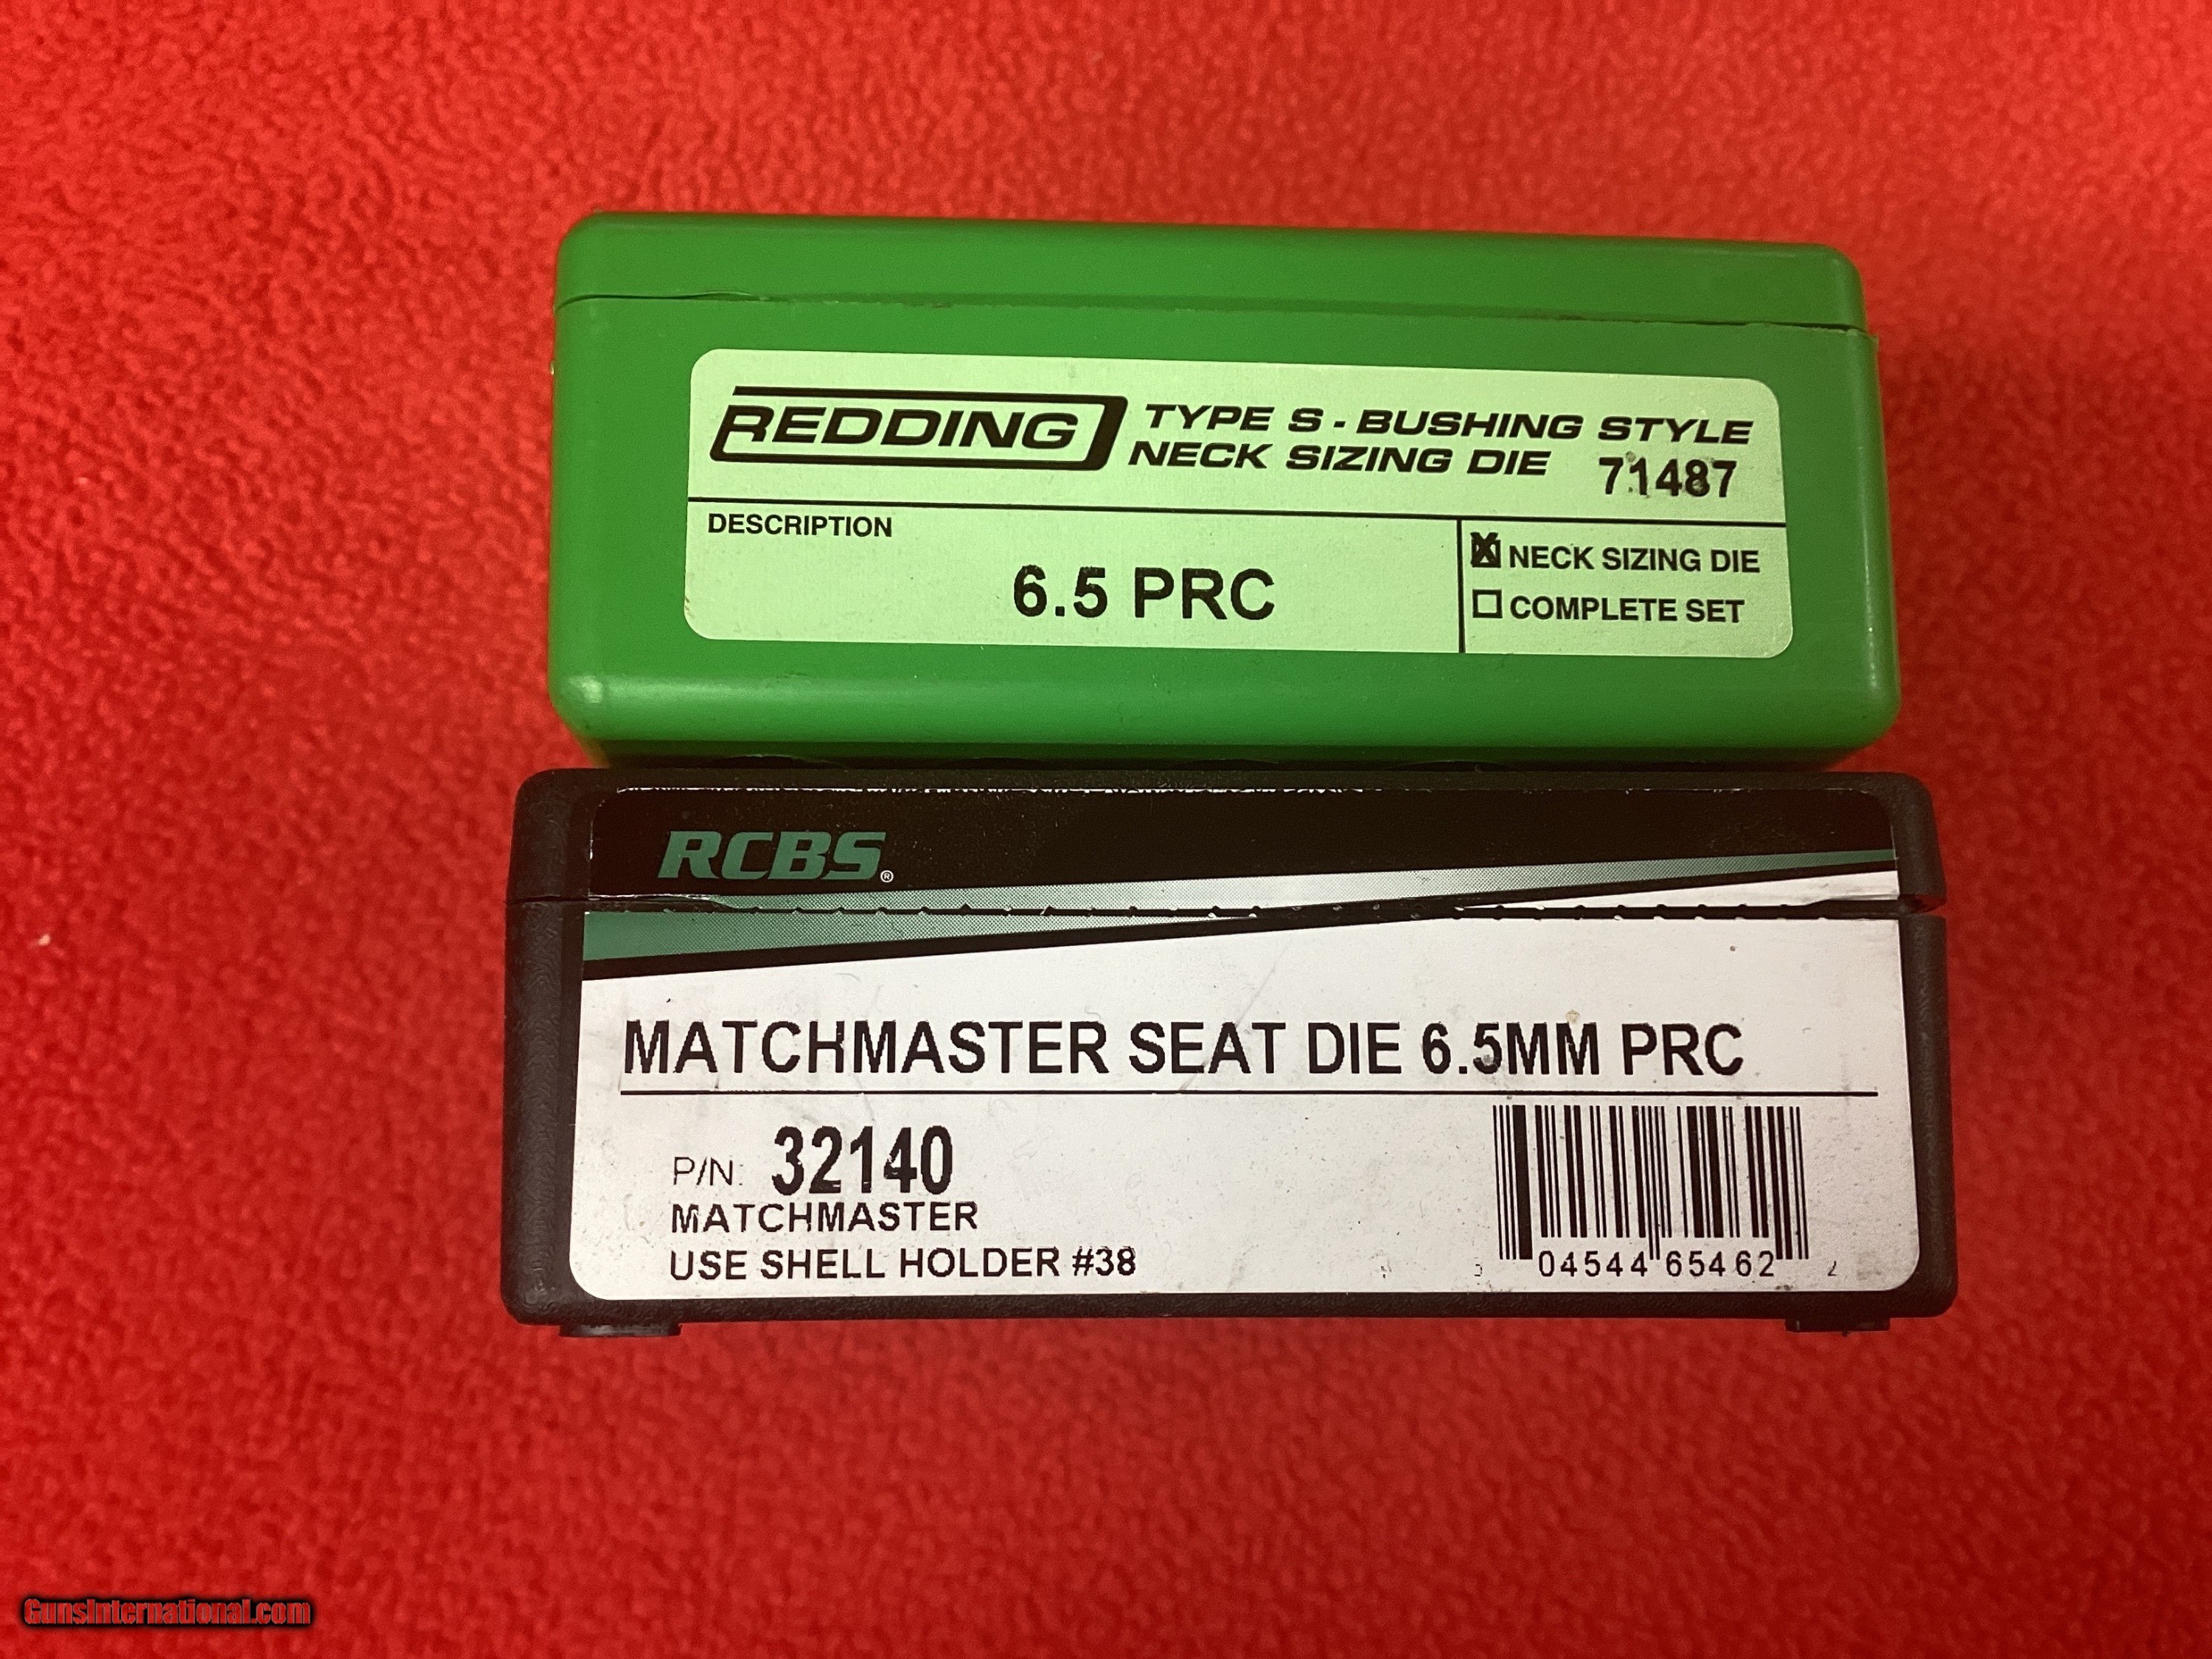 REDDING TYPE S - BUSHING STYLE
NECK SIZING DIE 71487
DESCRIPTION
6.5 PRC
X NECK SIZING DIE
COMPLETE SET
RCBS®
MATCHMASTER SEAT DIE 6.5MM PRC
P/N: 32140
MATCHMASTER
USE SHELL HOLDER #38
04544 65462 2
GunsInternational.com